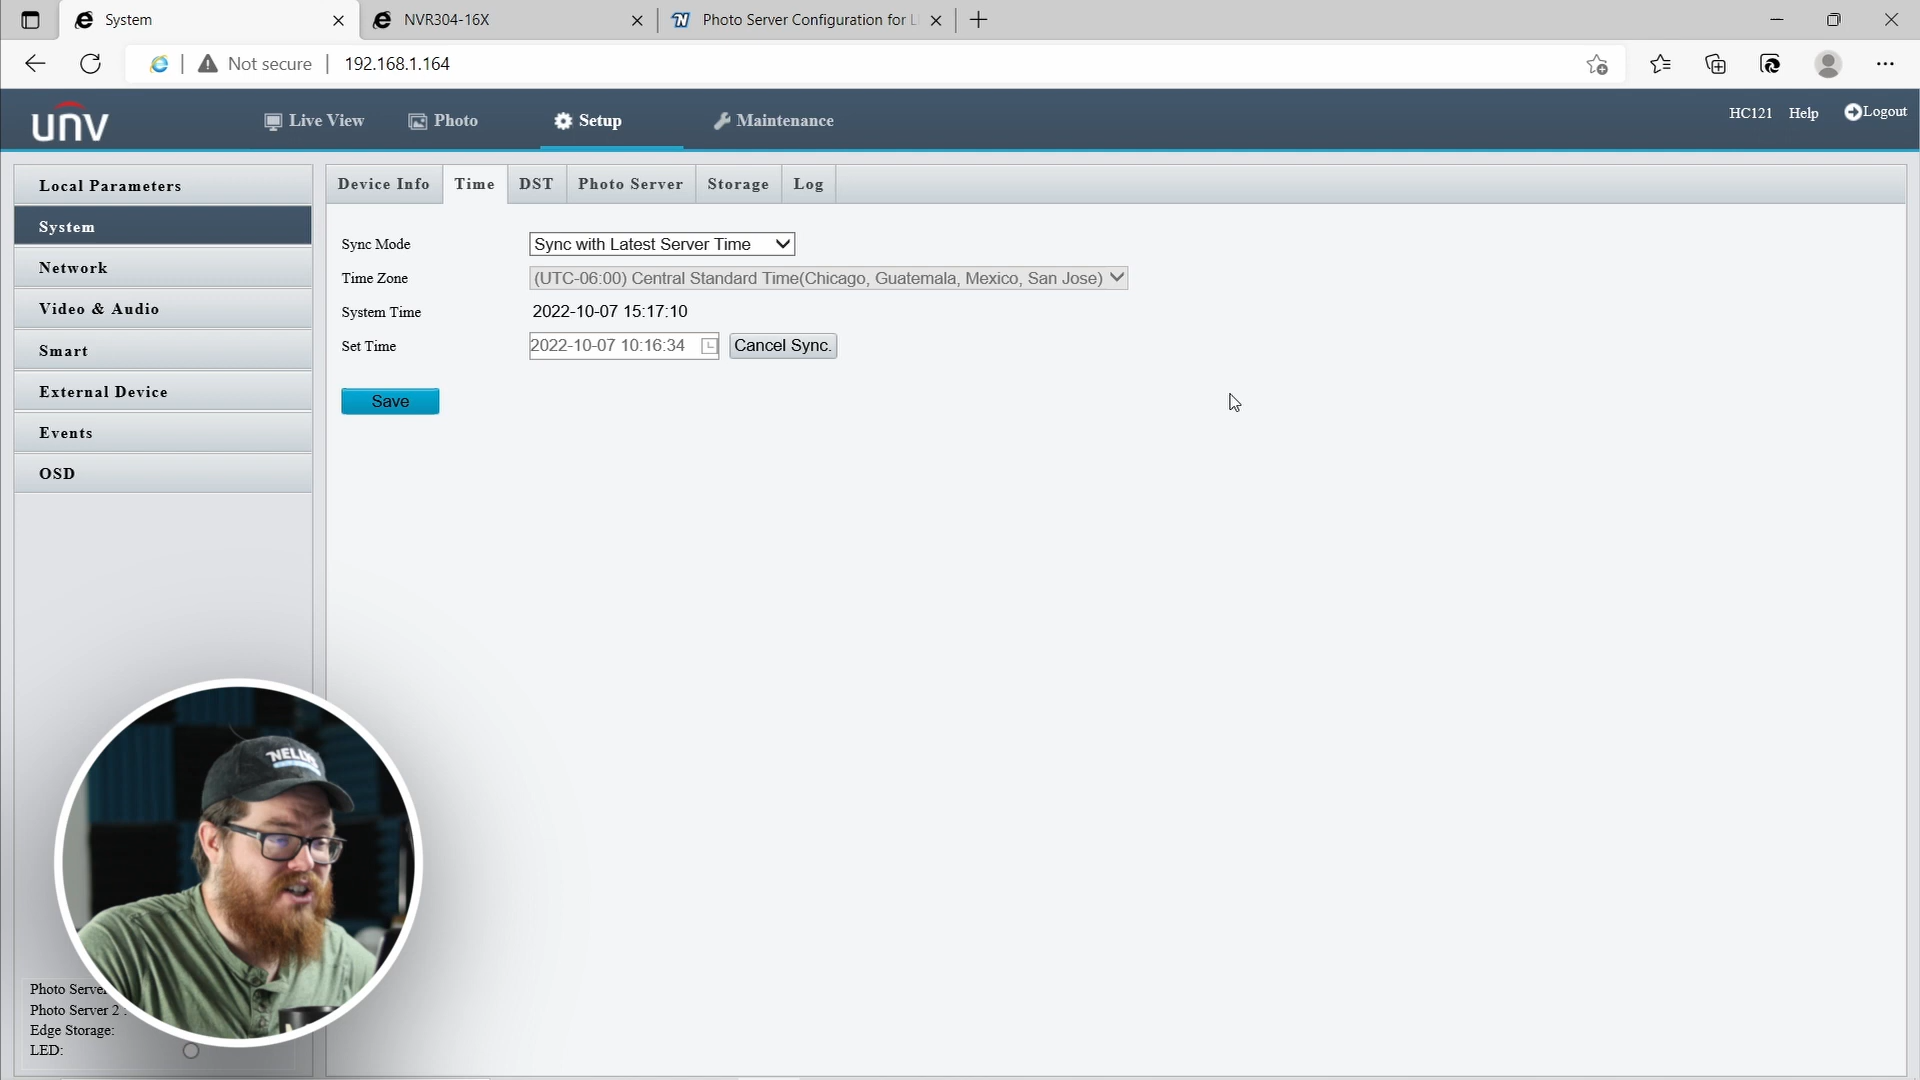 System
NVR304-16X
Photo Server Configuration for L
Not secure
192.168.1.164
unv
Live View
Photo
Setup
Maintenance
HC121
Help
Logout
Local Parameters
System
Network
Video & Audio
Smart
External Device
Events
OSD
Device Info
Time
DST
Photo Server
Storage
Log
Sync Mode
Sync with Latest Server Time
Time Zone
(UTC-06:00) Central Standard Time(Chicago, Guatemala, Mexico, San Jose)
System Time
2022-10-07 15:17:10
Set Time
2022-10-07 10:16:34
Cancel Sync.
Save
Photo Server
Photo Server 2
Edge Storage:
LED: